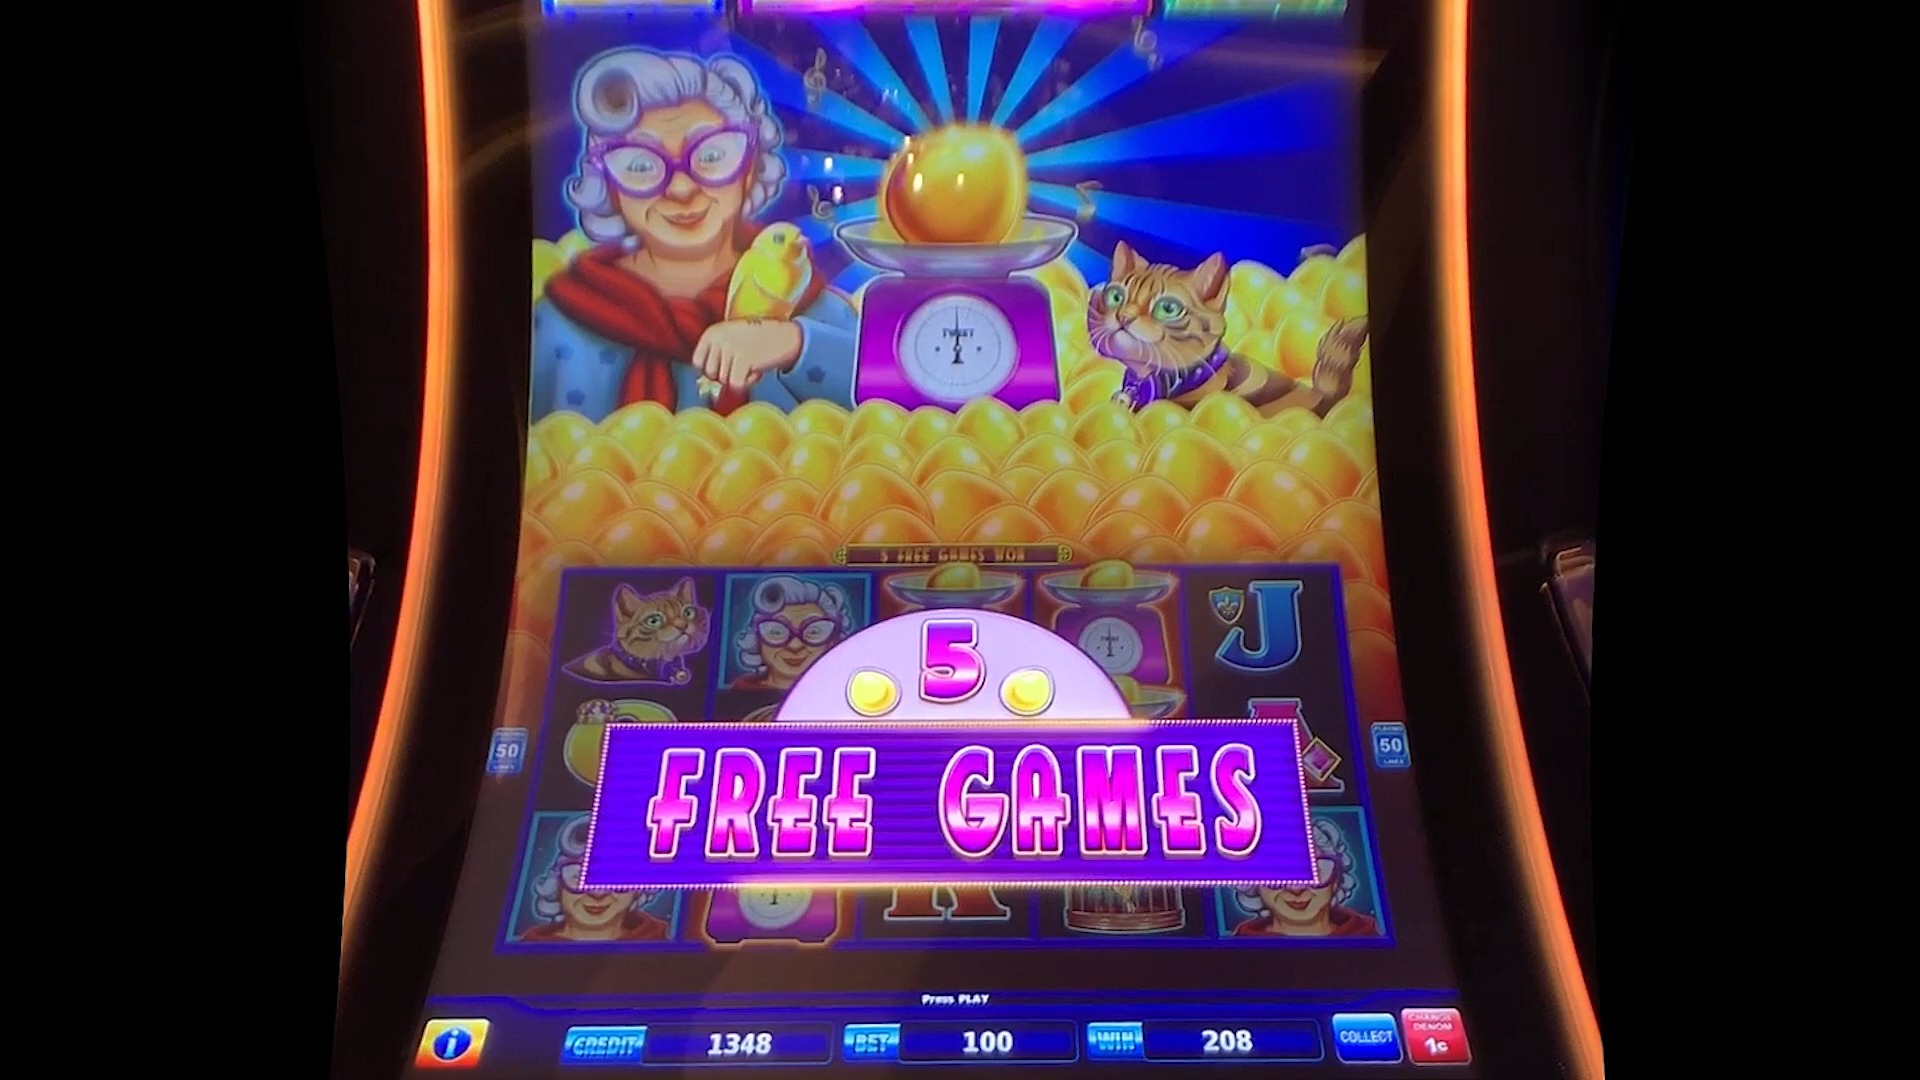 5 FREE GAMES WON
J
5
50
50
FREE GAMES
K
Press PLAY
CREDIT 1348 BET 100 WIN 208 COLLECT CHANGE DENOM 1c